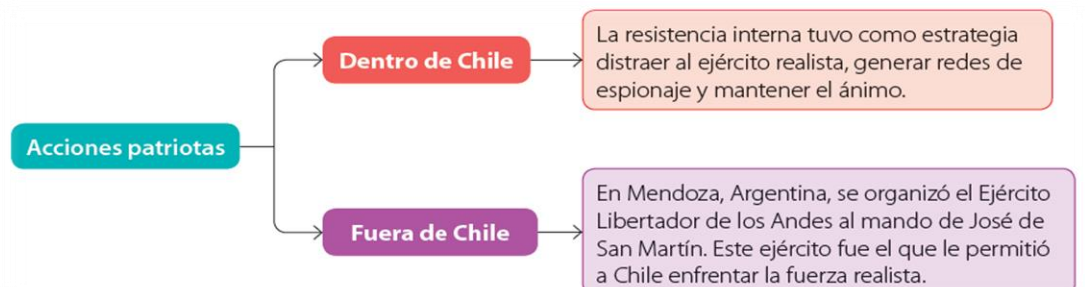 Acciones patriotas
Dentro de Chile
La resistencia interna tuvo como estrategia
distraer al ejército realista, generar redes de
espionaje y mantener el ánimo.
Fuera de Chile
En Mendoza, Argentina, se organizó el Ejército
Libertador de los Andes al mando de José de
San Martín. Este ejército fue el que le permitió
a Chile enfrentar la fuerza realista.